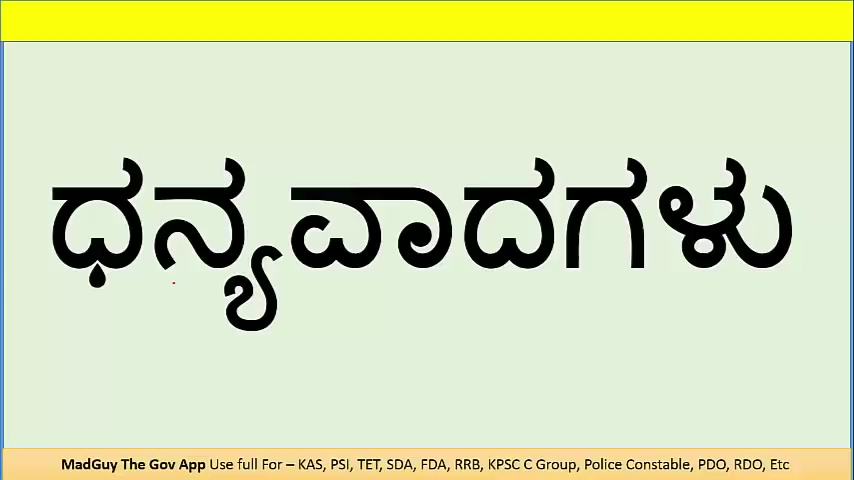 ಧನ್ಯವಾದಗಳು
MadGuy The Gov App Use full For – KAS, PSI, TET, SDA, FDA, RRB, KPSC C Group, Police Constable, PDO, RDO, Etc